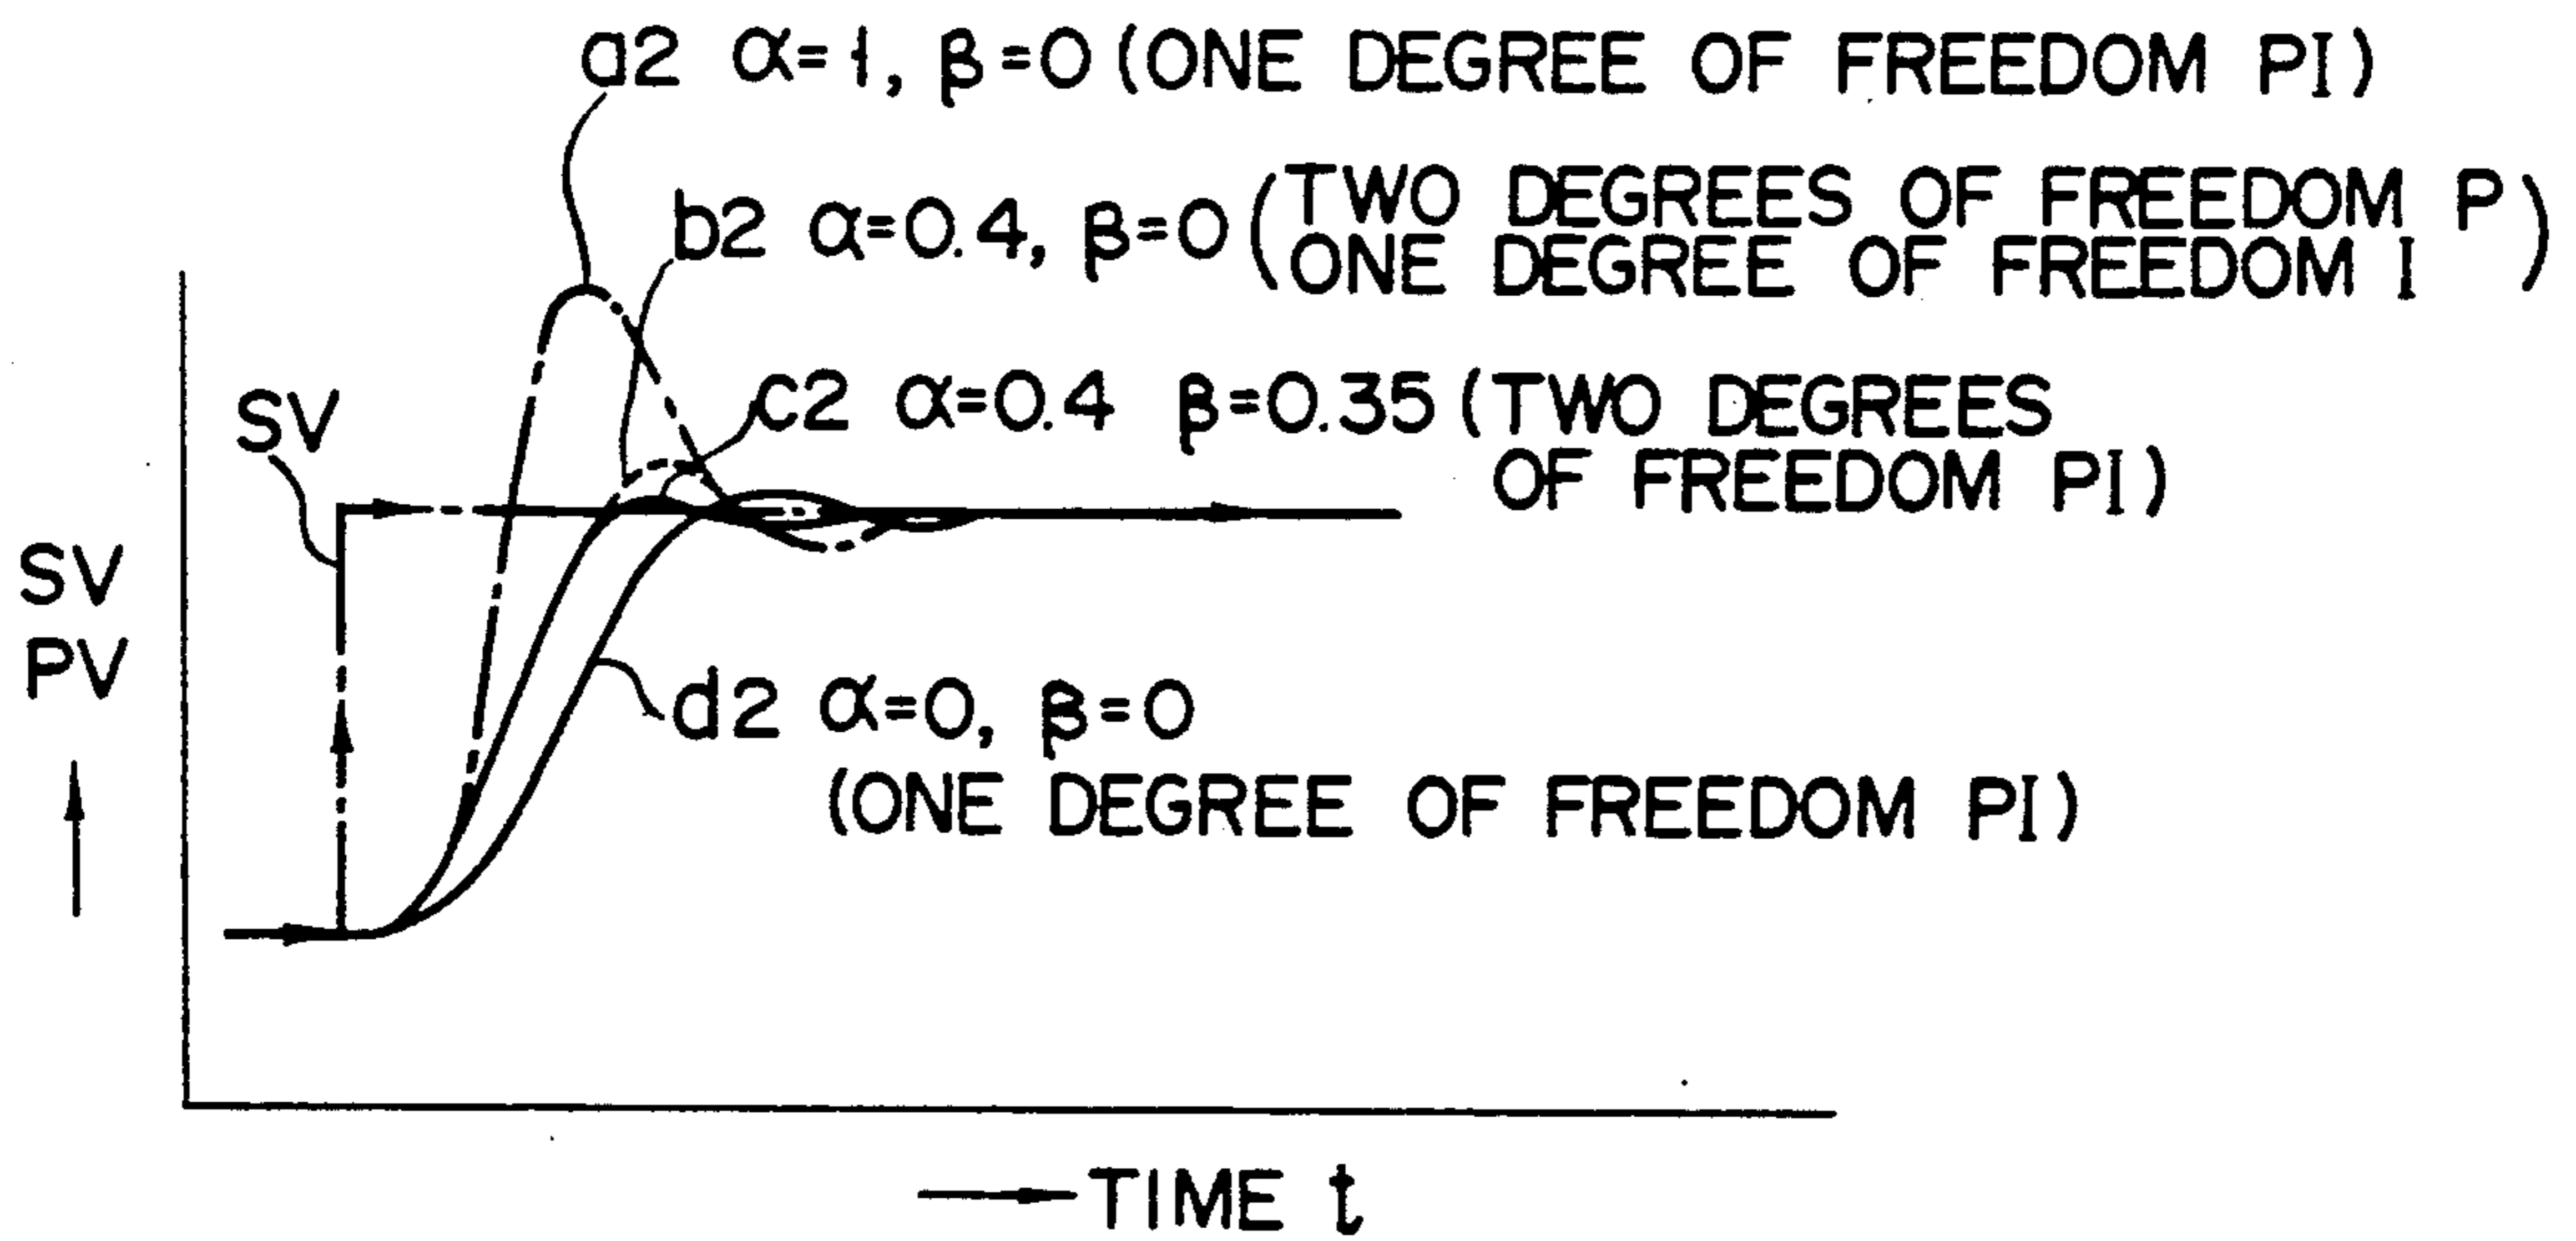 a2 α=1, β=0 (ONE DEGREE OF FREEDOM PI)
b2 α=0.4, β=0 (TWO DEGREES OF FREEDOM P
ONE DEGREE OF FREEDOM I)
c2 α=0.4 β=0.35 (TWO DEGREES
OF FREEDOM PI)
SV
SV
PV
d2 α=0, β=0
(ONE DEGREE OF FREEDOM PI)
TIME t